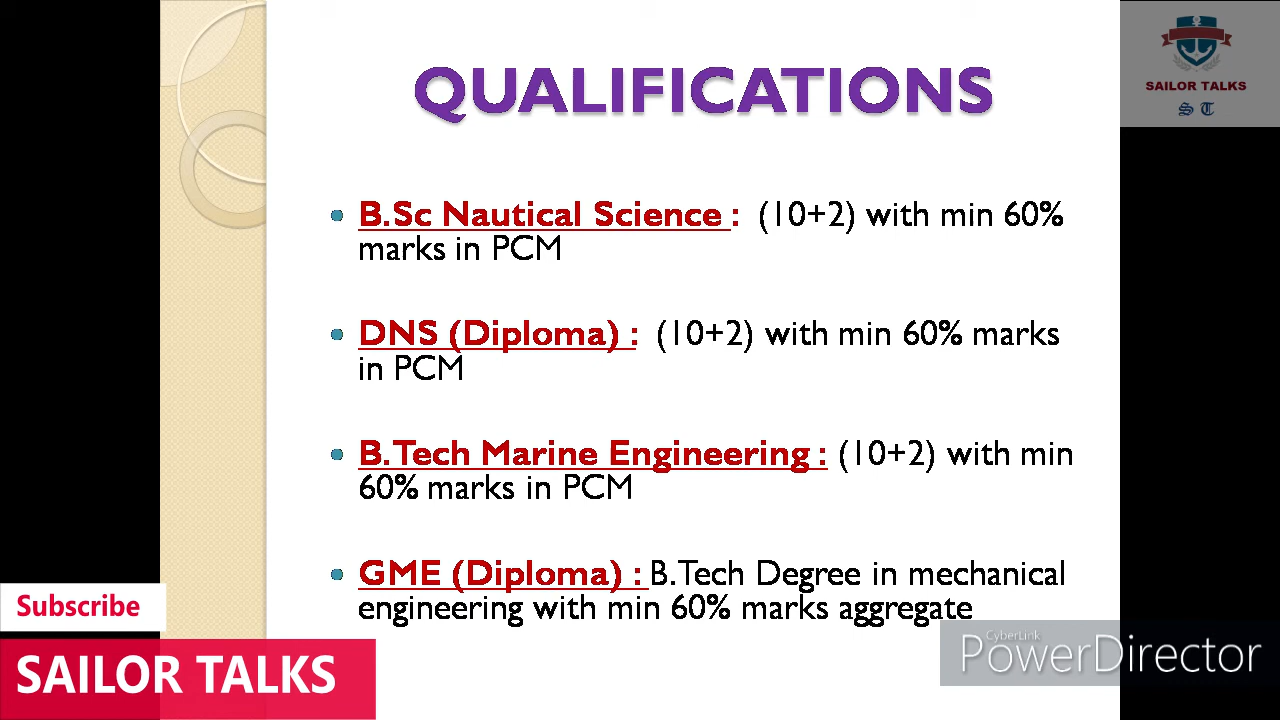 QUALIFICATIONS
SAILOR TALKS
S T
B.Sc Nautical Science : (10+2) with min 60%
marks in PCM
DNS (Diploma) : (10+2) with min 60% marks
in PCM
B.Tech Marine Engineering : (10+2) with min
60% marks in PCM
GME (Diploma) : B.Tech Degree in mechanical
engineering with min 60% marks aggregate
Subscribe
SAILOR TALKS
CyberLink
PowerDirector